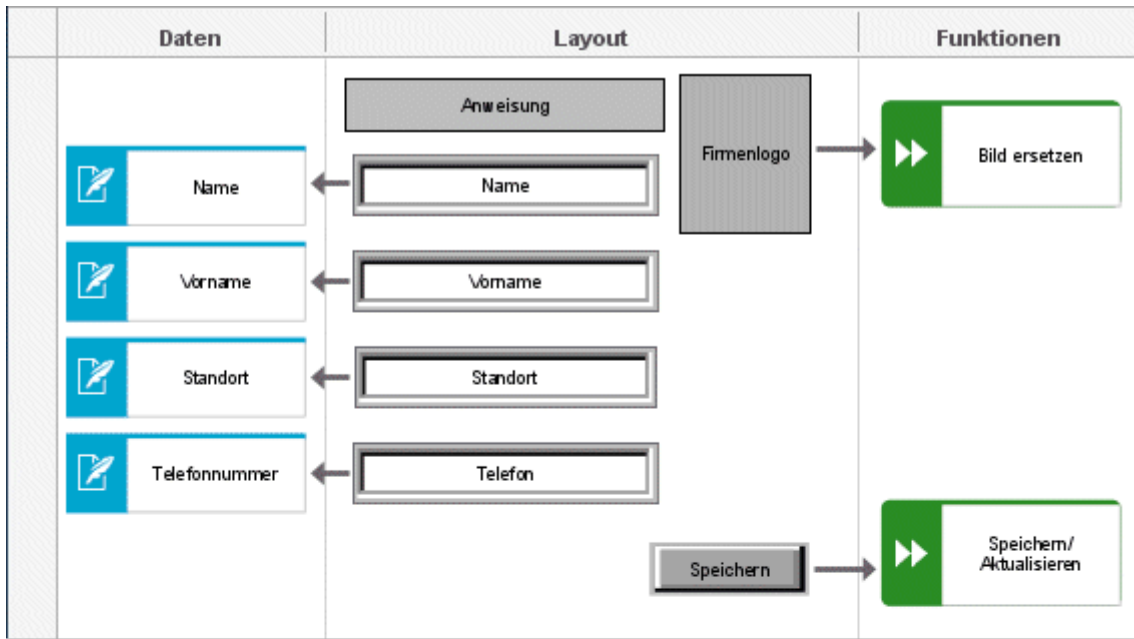 Daten
Layout
Funktionen
Anweisung
Firmenlogo
Bild ersetzen
Name
Name
Vorname
Vorname
Standort
Standort
Telefonnummer
Telefon
Speichern
Speichern/
Aktualisieren